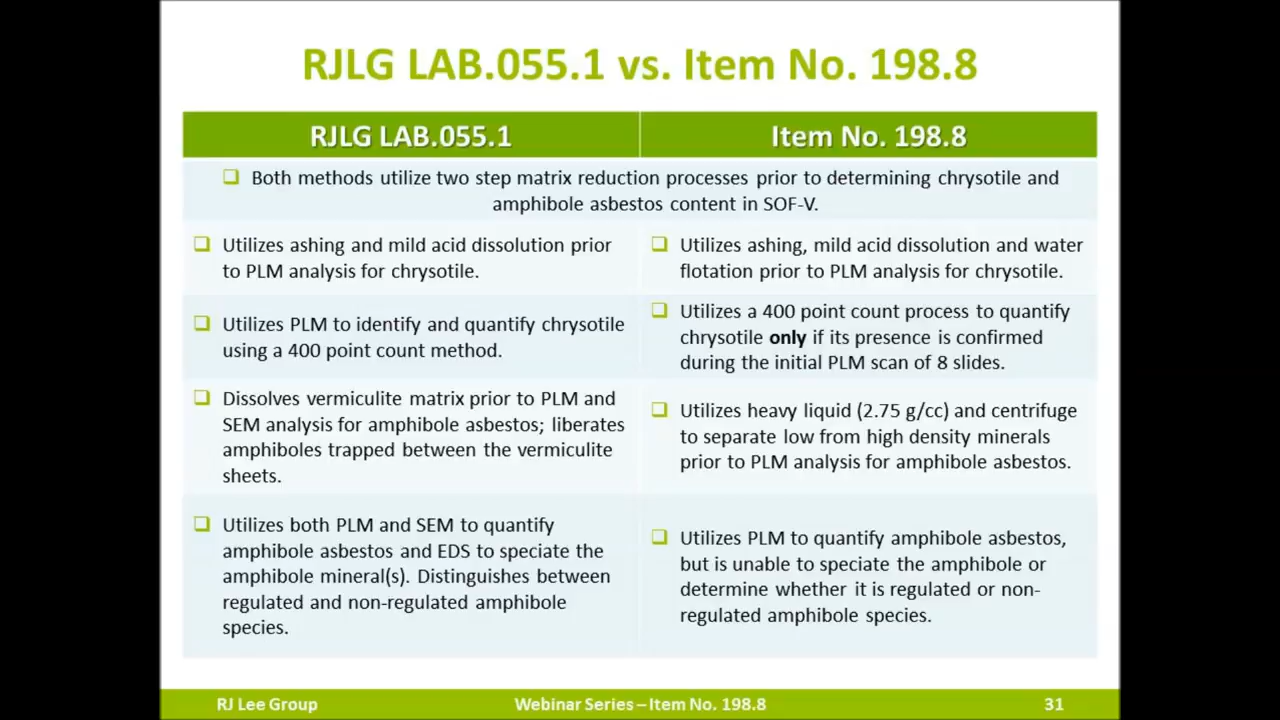 RJLG LAB.055.1 vs. Item No. 198.8
RJLG LAB.055.1
Item No. 198.8
Both methods utilize two step matrix reduction processes prior to determining chrysotile and
amphibole asbestos content in SOF-V.
Utilizes ashing and mild acid dissolution prior
to PLM analysis for chrysotile.
Utilizes ashing, mild acid dissolution and water
flotation prior to PLM analysis for chrysotile.
Utilizes PLM to identify and quantify chrysotile
using a 400 point count method.
Utilizes a 400 point count process to quantify
chrysotile only if its presence is confirmed
during the initial PLM scan of 8 slides.
Dissolves vermiculite matrix prior to PLM and
SEM analysis for amphibole asbestos; liberates
amphiboles trapped between the vermiculite
sheets.
Utilizes heavy liquid (2.75 g/cc) and centrifuge
to separate low from high density minerals
prior to PLM analysis for amphibole asbestos.
Utilizes both PLM and SEM to quantify
amphibole asbestos and EDS to speciate the
amphibole mineral(s). Distinguishes between
regulated and non-regulated amphibole
species.
Utilizes PLM to quantify amphibole asbestos,
but is unable to speciate the amphibole or
determine whether it is regulated or non-
regulated amphibole species.
RJ Lee Group
Webinar Series – Item No. 198.8
31